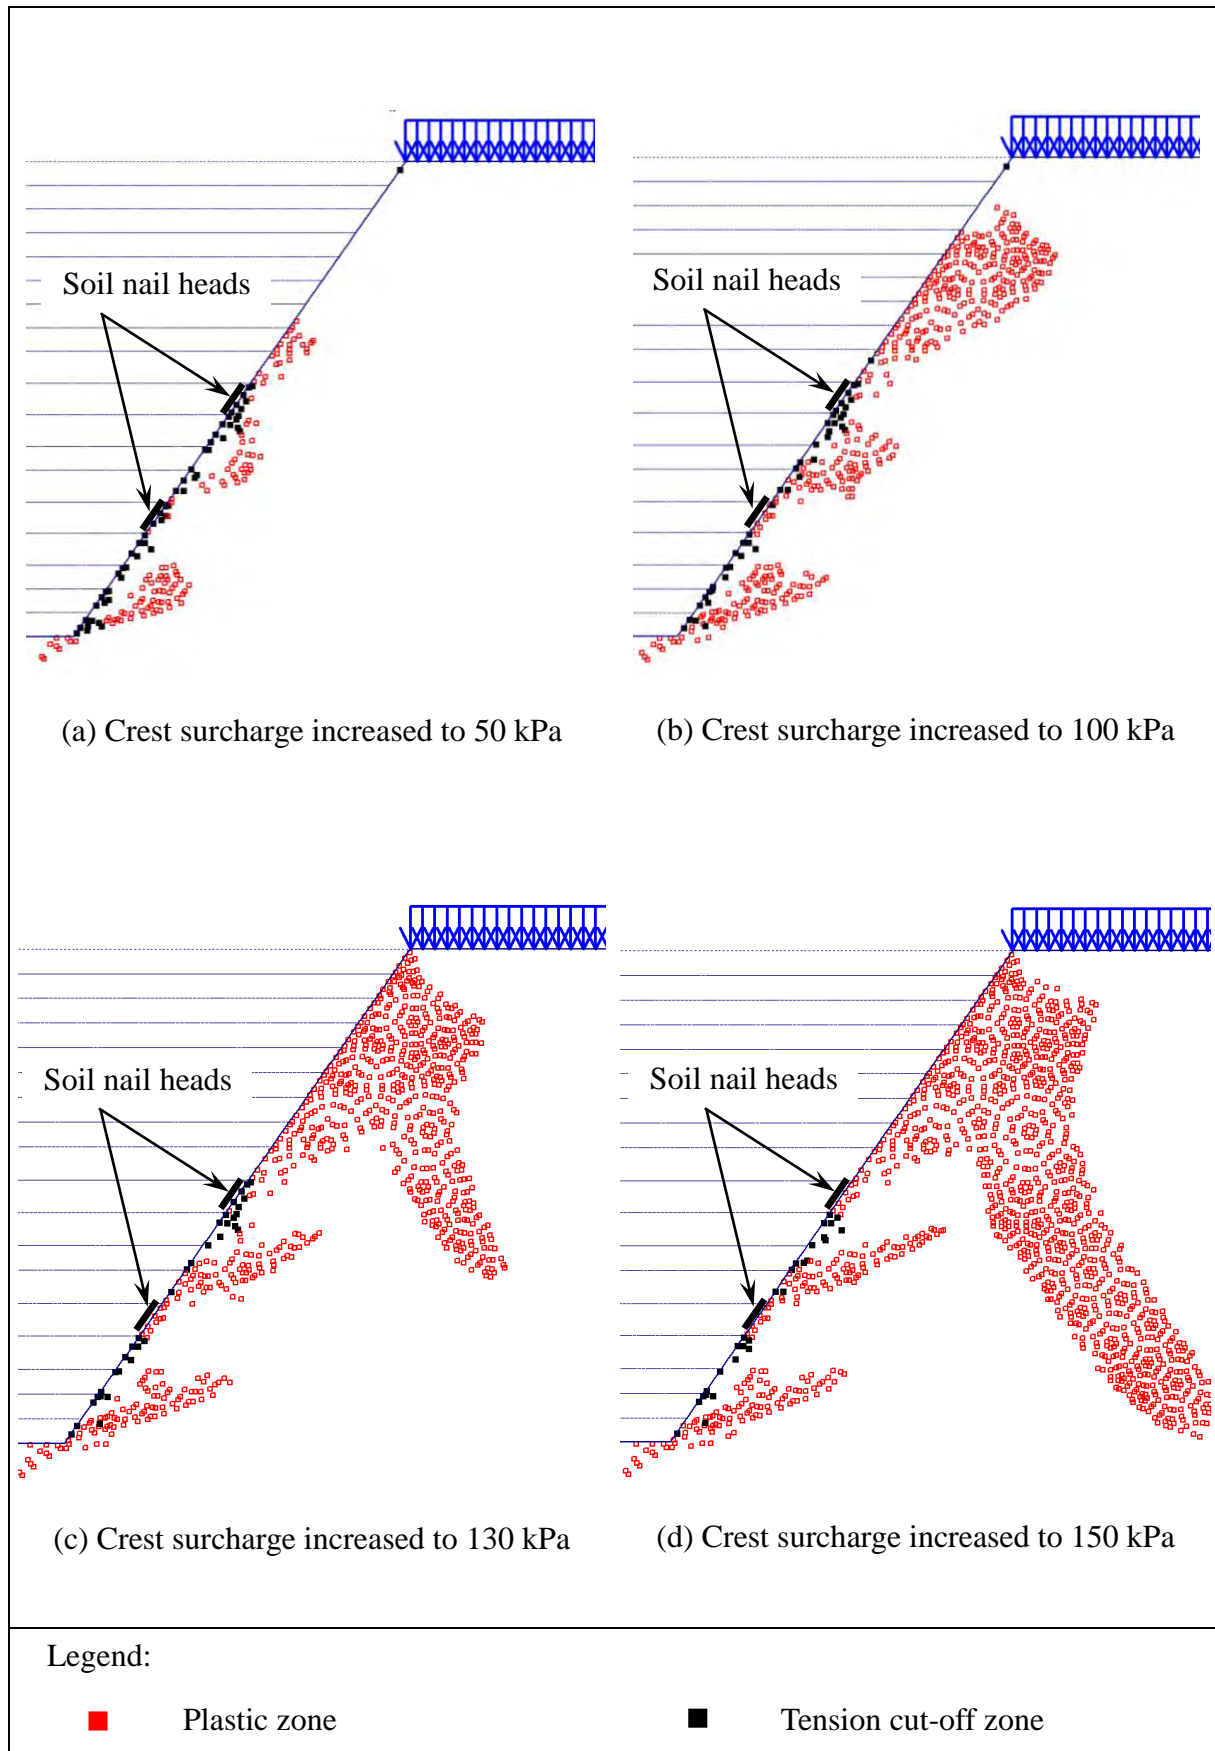 Soil nail heads
Soil nail heads
(a) Crest surcharge increased to 50 kPa
(b) Crest surcharge increased to 100 kPa
Soil nail heads
Soil nail heads
(c) Crest surcharge increased to 130 kPa
(d) Crest surcharge increased to 150 kPa
Legend:
Plastic zone
Tension cut-off zone